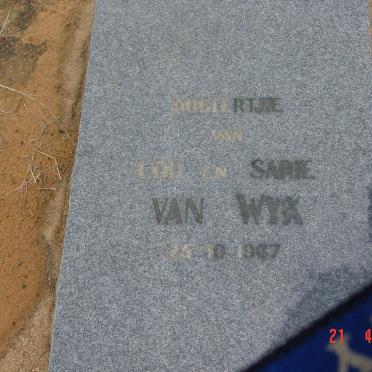 DOGTERTJIE
VAN
LOU EN SARIE
VAN WYK
25-10-1967
21 4